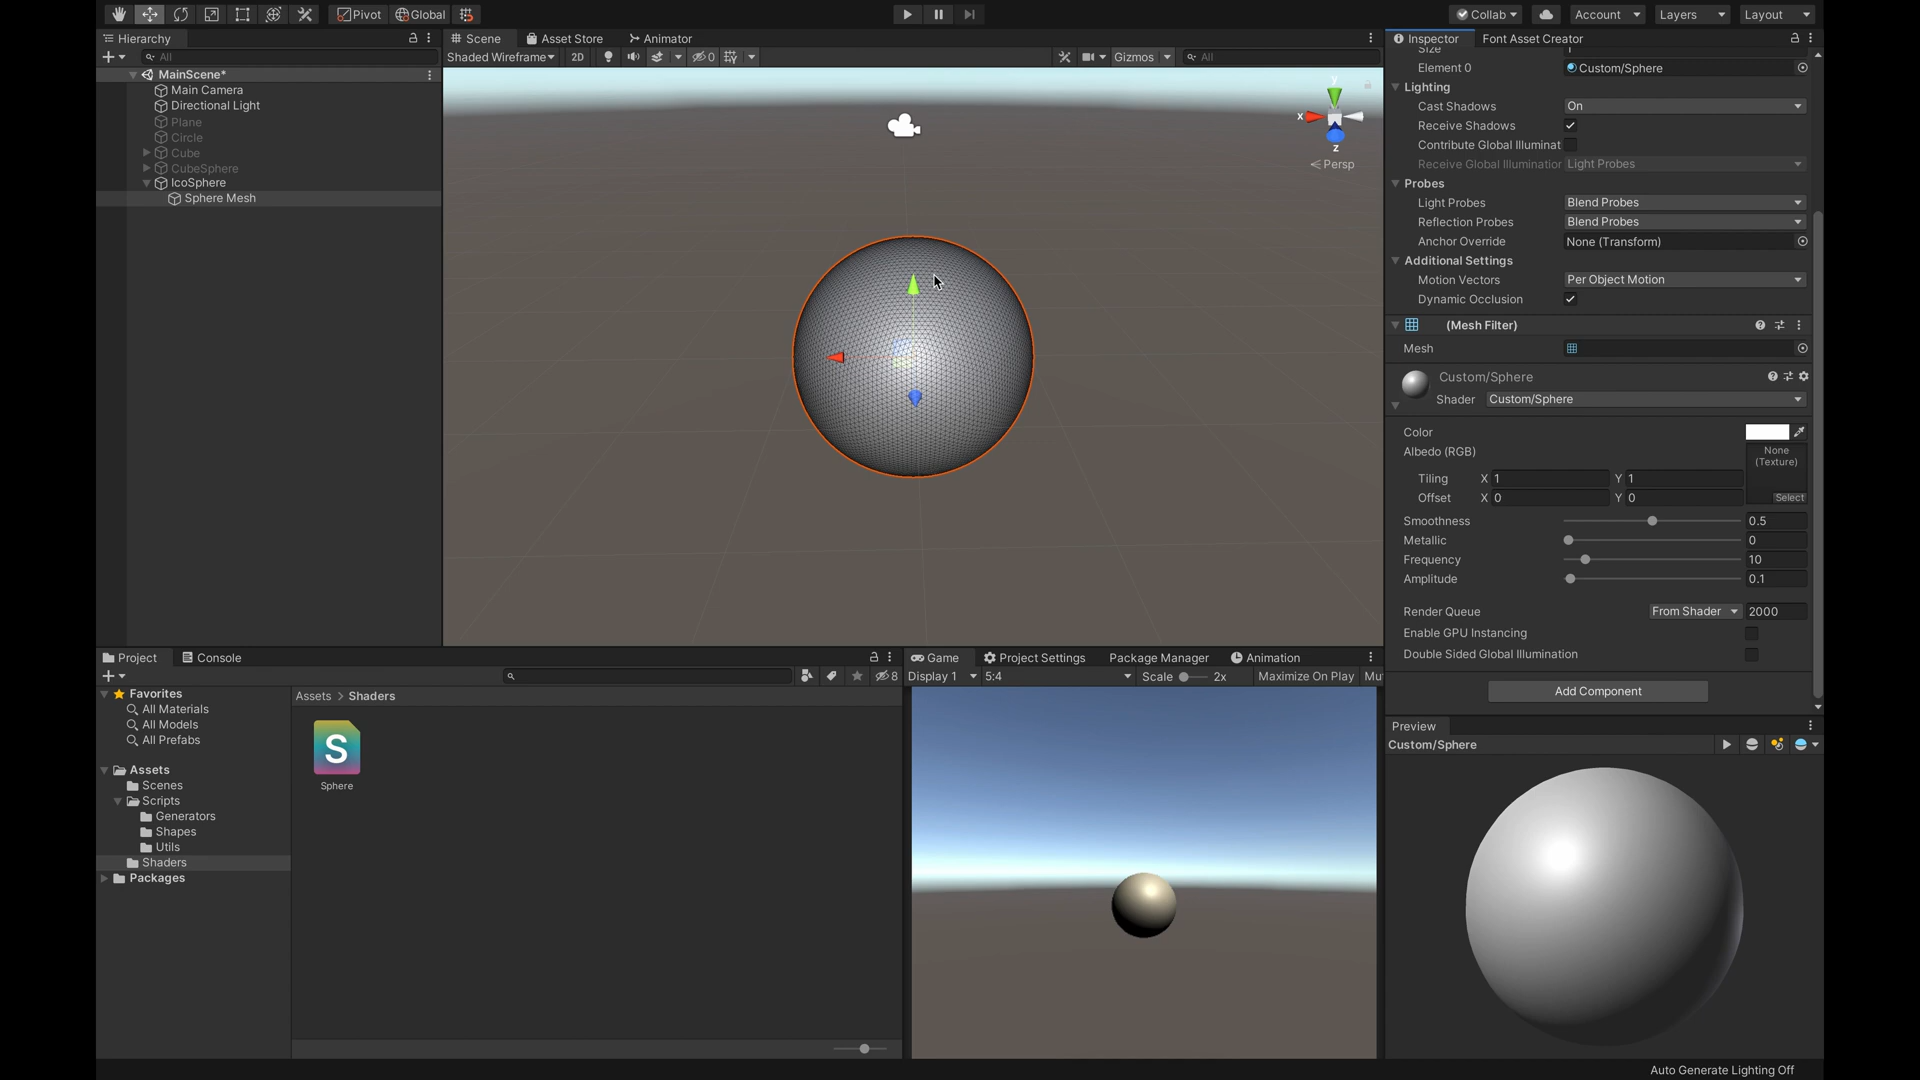 Pivot Global Collab Account Layers Layout
Hierarchy
All
MainScene*
Main Camera
Directional Light
Plane
Circle
Cube
CubeSphere
IcoSphere
Sphere Mesh
Scene Asset Store Animator
Shaded Wireframe 2D 0 Gizmos All
y
x
z
Persp
Inspector Font Asset Creator
Size 1
Element 0 Custom/Sphere
Lighting
Cast Shadows On
Receive Shadows
Contribute Global Illuminat
Receive Global Illumination Light Probes
Probes
Light Probes Blend Probes
Reflection Probes Blend Probes
Anchor Override None (Transform)
Additional Settings
Motion Vectors Per Object Motion
Dynamic Occlusion
(Mesh Filter)
Mesh
Custom/Sphere
Shader Custom/Sphere
Color
Albedo (RGB) None
(Texture)
Tiling X 1 Y 1
Offset X 0 Y 0 Select
Smoothness 0.5
Metallic 0
Frequency 10
Amplitude 0.1
Render Queue From Shader 2000
Enable GPU Instancing
Double Sided Global Illumination
Add Component
Preview
Custom/Sphere
Project Console
8
Favorites
All Materials
All Models
All Prefabs
Assets
Scenes
Scripts
Generators
Shapes
Utils
Shaders
Packages
Assets > Shaders
S
Sphere
Game Project Settings Package Manager Animation
Display 1 5:4 Scale 2x Maximize On Play Mu
Auto Generate Lighting Off